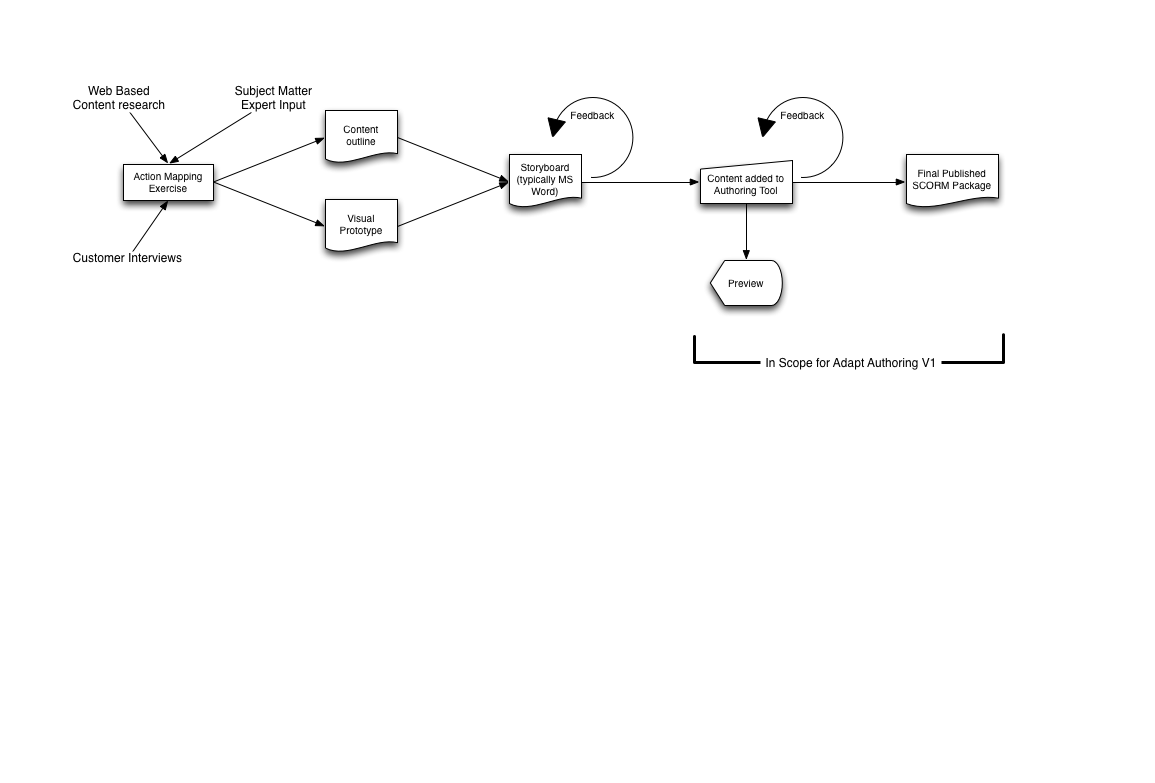 Web Based
Content research
Subject Matter
Expert Input
Action Mapping
Exercise
Customer Interviews
Content
outline
Visual
Prototype
Storyboard
(typically MS
Word)
Feedback
Content added to
Authoring Tool
Feedback
Preview
Final Published
SCORM Package
In Scope for Adapt Authoring V1